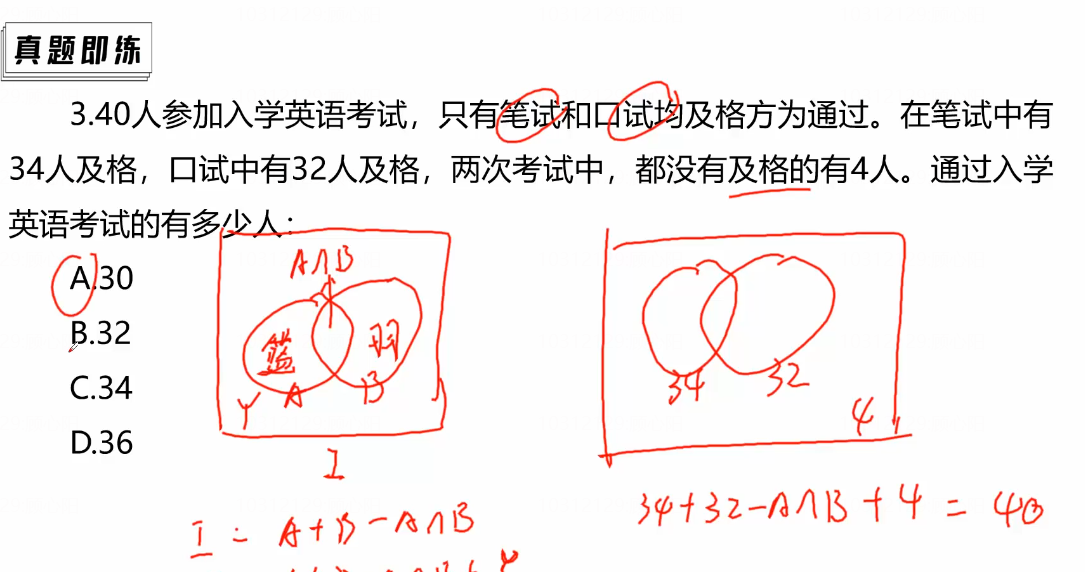 真题即练
3.40人参加入学英语考试，只有笔试和口试均及格方为通过。在笔试中有
34人及格，口试中有32人及格，两次考试中，都没有及格的有4人。通过入学
英语考试的有多少人：
A.30
B.32
C.34
D.36
A∩B
篮 羽
Y A B
I
34 32
4
I = A+B-A∩B
34+32-A∩B+4=40